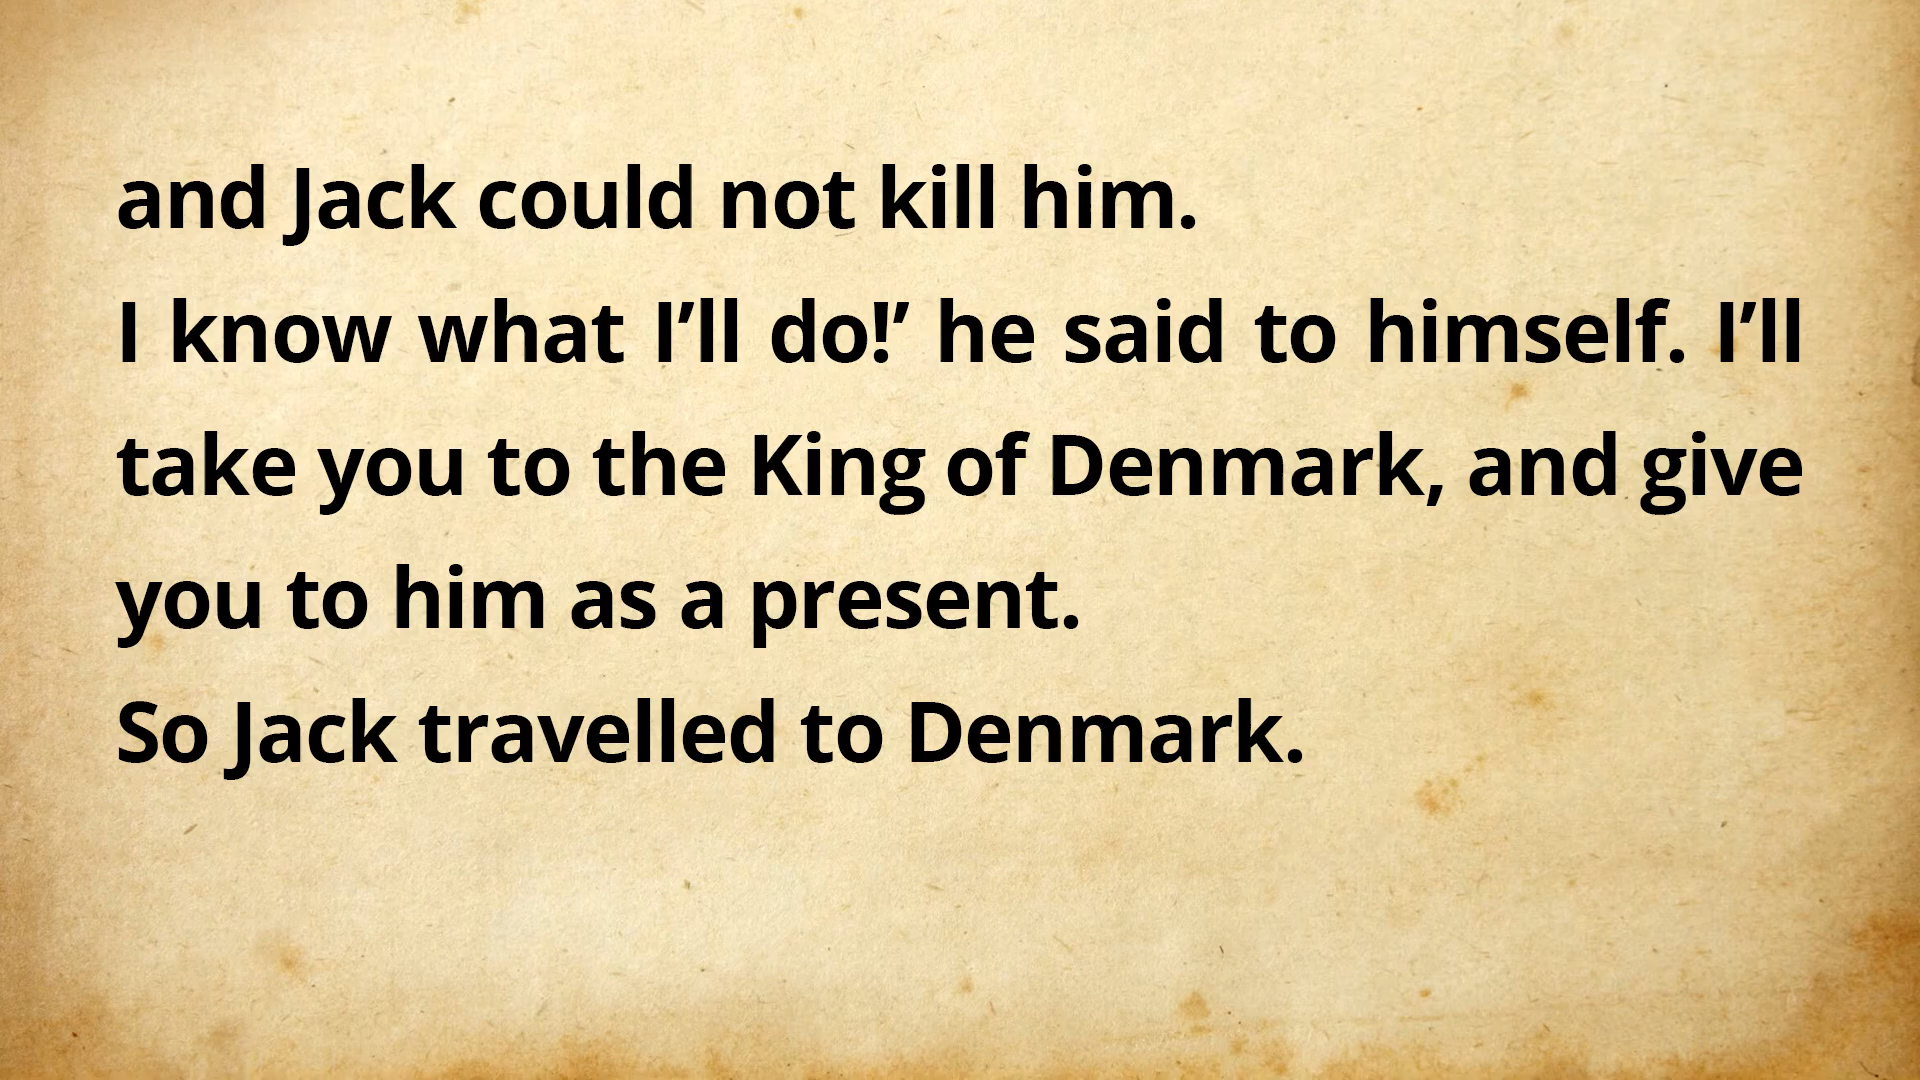 and Jack could not kill him.
I know what I’ll do!’ he said to himself. I’ll
take you to the King of Denmark, and give
you to him as a present.
So Jack travelled to Denmark.